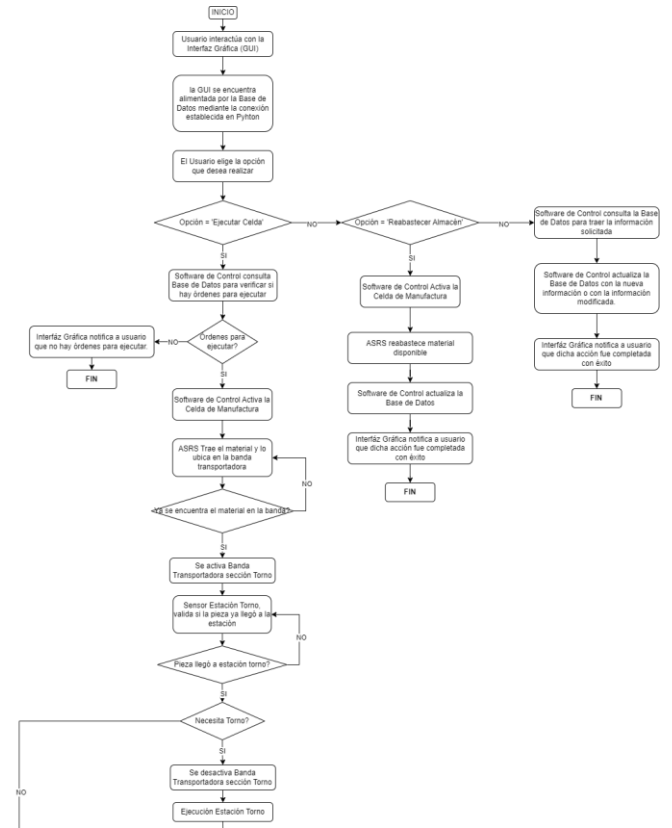 INICIO
Usuario interactúa con la
Interfaz Gráfica (GUI)
la GUI se encuentra
alimentada por la Base de
Datos mediante la conexión
establecida en Pyhton
El Usuario elige la opción
que desea realizar
Opción = 'Ejecutar Celda'
NO
Opción = 'Reabastecer Almacén'
NO
Software de Control consulta la Base
de Datos para traer la información
solicitada
SI
SI
Software de Control consulta
Base de Datos para verificar si
hay órdenes para ejecutar
Software de Control Activa la
Celda de Manufactura
Software de Control actualiza la
Base de Datos con la nueva
información o con la información
modificada.
Interfáz Gráfica notifica a usuario
que no hay órdenes para ejecutar.
NO
Órdenes para
ejecutar?
ASRS reabastece material
disponible
Interfáz Gráfica notifica a usuario
que dicha acción fue completada
con éxito
FIN
SI
FIN
Software de Control Activa la
Celda de Manufactura
Software de Control actualiza la
Base de Datos
ASRS Trae el material y lo
ubica en la banda
transportadora
Interfáz Gráfica notifica a usuario
que dicha acción fue completada
con éxito
NO
FIN
Ya se encuentra el material en la banda?
SI
Se activa Banda
Transportadora sección Torno
Sensor Estación Torno,
valida si la pieza ya llegó a la
estación
NO
Pieza llegó a estación torno?
SI
Necesita Torno?
SI
Se desactiva Banda
Transportadora sección Torno
NO
Ejecución Estación Torno